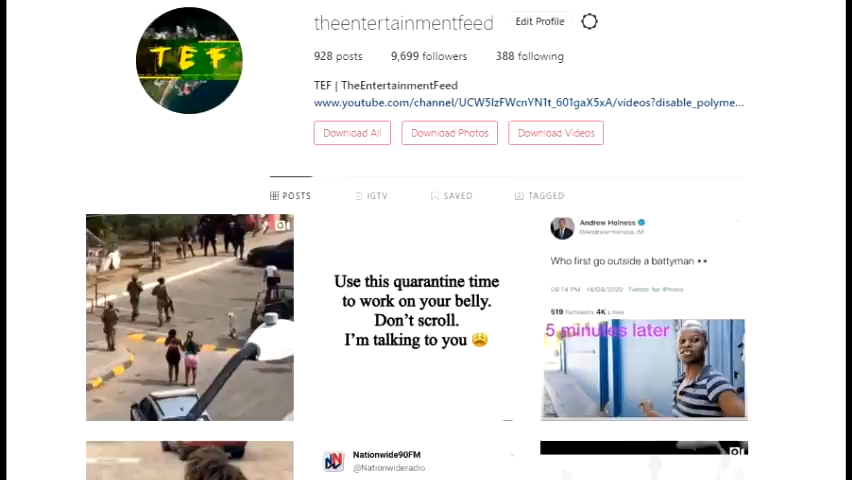 TEF
theentertainmentfeed
Edit Profile
928 posts
9,699 followers
388 following
TEF | TheEntertainmentFeed
www.youtube.com/channel/UCW5IzFWcnYN1t_601gaX5xA/videos?disable_polyme...
Download All
Download Photos
Download Videos
POSTS
IGTV
SAVED
TAGGED
Use this quarantine time
to work on your belly.
Don't scroll.
I'm talking to you 😩
Andrew Holness
@AndrewHolnessJM
Who first go outside a battyman 👀
09:14 PM 14/04/2020 Twitter for iPhone
519 Retweets 4K Likes
5 minutes later
Nationwide90FM
@Nationwideradio